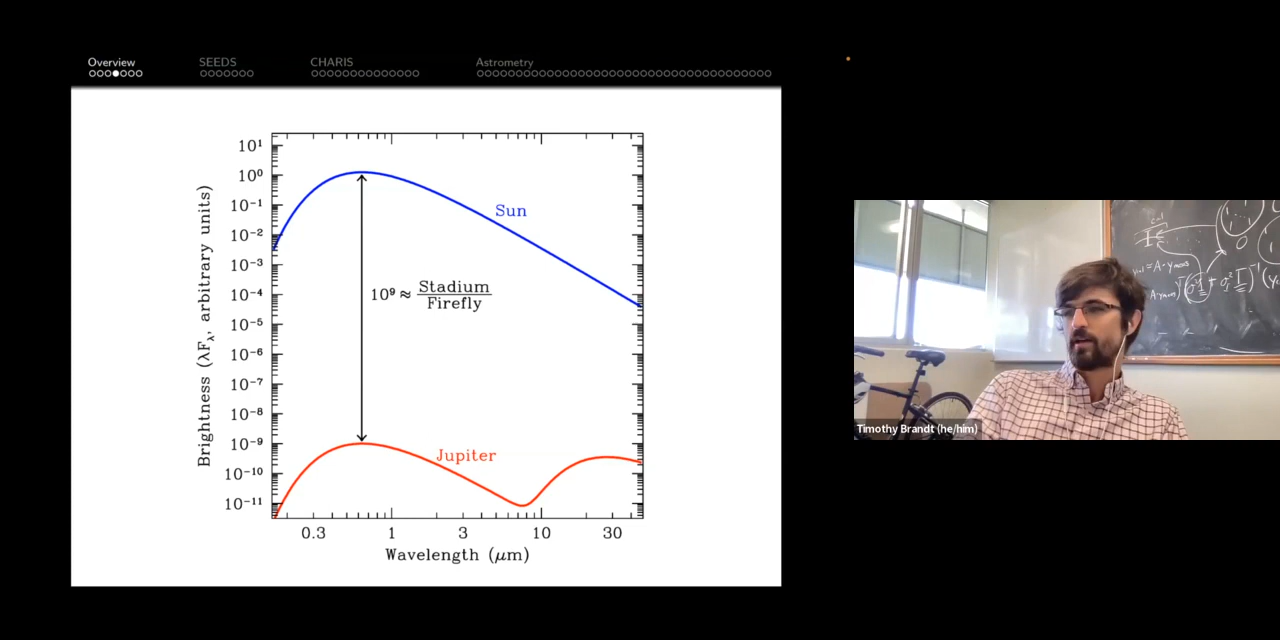 Overview SEEDS CHARIS Astrometry
10¹
10⁰
10⁻¹
10⁻²
10⁻³
10⁻⁴
10⁻⁵
10⁻⁶
10⁻⁷
10⁻⁸
10⁻⁹
10⁻¹⁰
10⁻¹¹
Brightness (λF_λ, arbitrary units)
Sun
10⁹ ≈ Stadium
Firefly
Jupiter
0.3 1 3 10 30
Wavelength (μm)
Timothy Brandt (he/him)